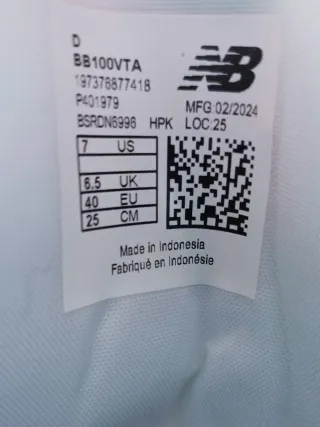 D
BB100VTA
197376877418
P401979
BSRDN6996 HPK
NB
MFG:02/2024
LOC:25
7 US
6.5 UK
40 EU
25 CM
Made in Indonesia
Fabriqué en Indonésie